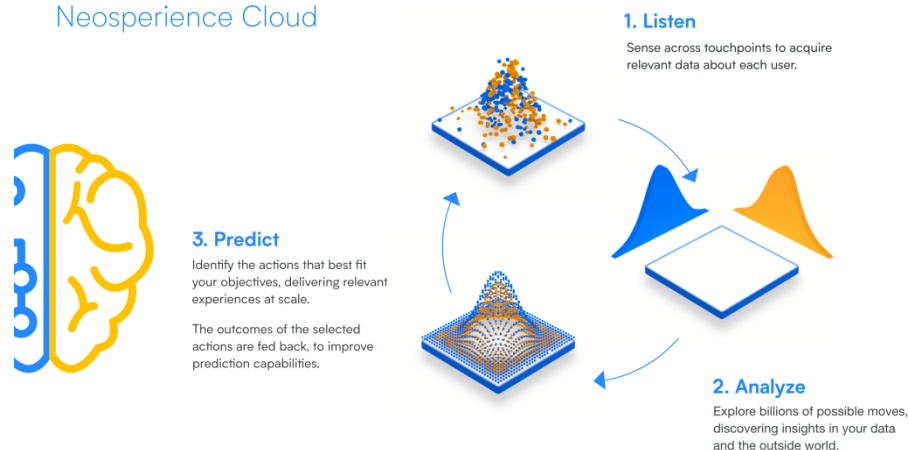 Neosperience Cloud
1. Listen
Sense across touchpoints to acquire
relevant data about each user.
3. Predict
Identify the actions that best fit
your objectives, delivering relevant
experiences at scale.
The outcomes of the selected
actions are fed back, to improve
prediction capabilities.
2. Analyze
Explore billions of possible moves,
discovering insights in your data
and the outside world.